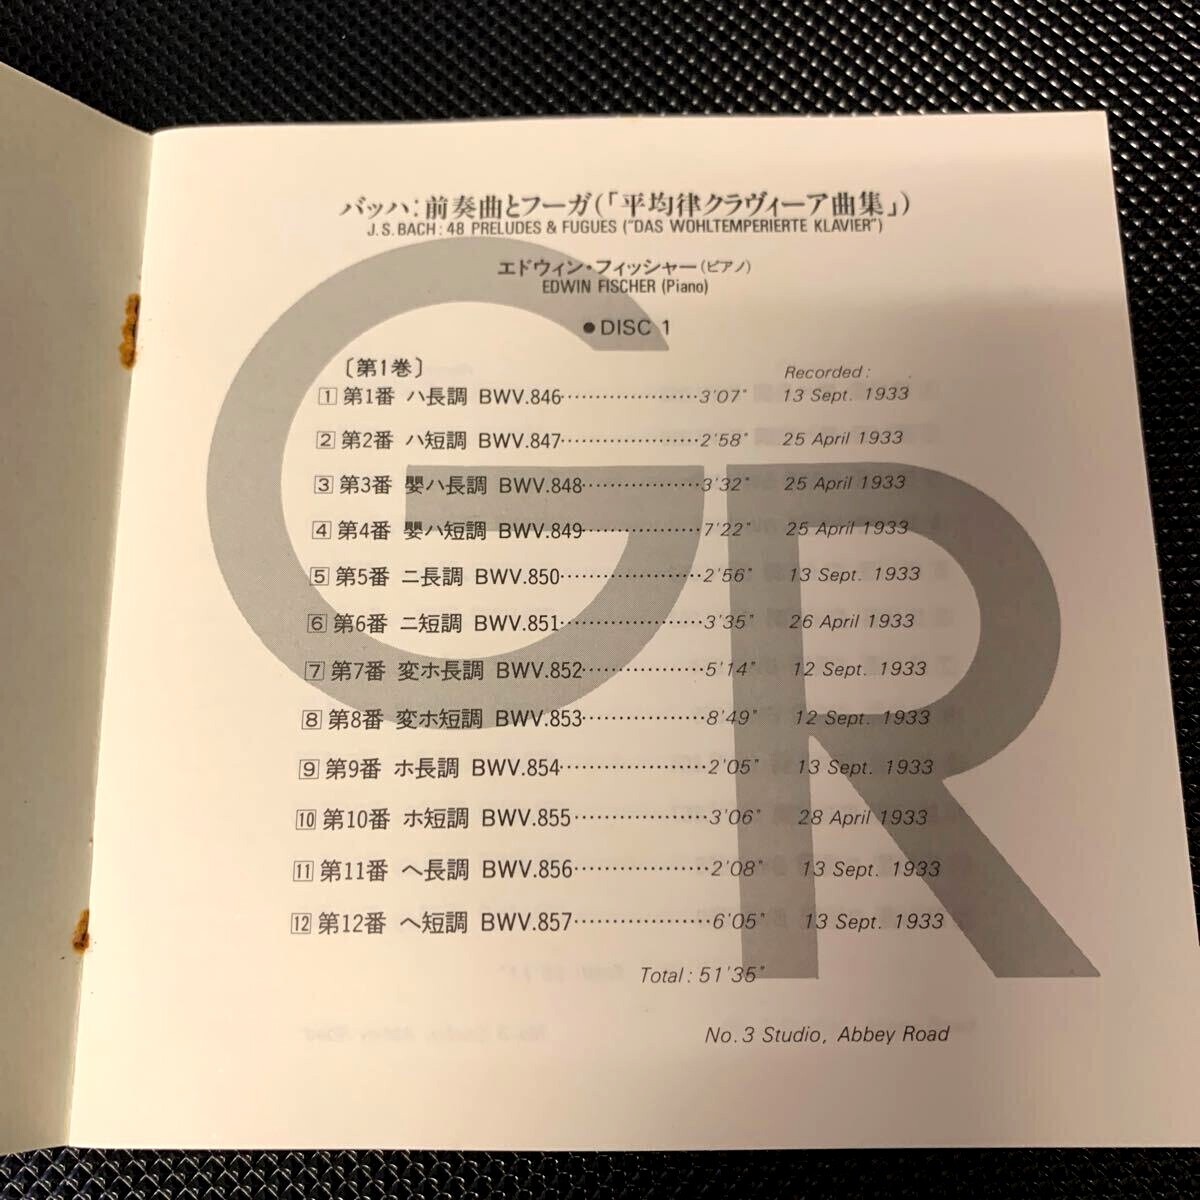 バッハ：前奏曲とフーガ（「平均律クラヴィーア曲集」）
J.S.BACH: 48 PRELUDES & FUGUES ("DAS WOHLTEMPERIERTE KLAVIER")
エドウィン・フィッシャー（ピアノ）
EDWIN FISCHER (Piano)
●DISC 1
〔第1巻〕 Recorded:
1 第1番 ハ長調 BWV.846····················3'07" 13 Sept. 1933
2 第2番 ハ短調 BWV.847····················2'58" 25 April 1933
3 第3番 嬰ハ長調 BWV.848·················3'32" 25 April 1933
4 第4番 嬰ハ短調 BWV.849·················7'22" 25 April 1933
5 第5番 ニ長調 BWV.850····················2'56" 13 Sept. 1933
6 第6番 ニ短調 BWV.851····················3'35" 26 April 1933
7 第7番 変ホ長調 BWV.852·················5'14" 12 Sept. 1933
8 第8番 変ホ短調 BWV.853·················8'49" 12 Sept. 1933
9 第9番 ホ長調 BWV.854····················2'05" 13 Sept. 1933
10 第10番 ホ短調 BWV.855··················3'06" 28 April 1933
11 第11番 ヘ長調 BWV.856··················2'08" 13 Sept. 1933
12 第12番 ヘ短調 BWV.857··················6'05" 13 Sept. 1933
Total: 51'35"
No.3 Studio, Abbey Road
GR